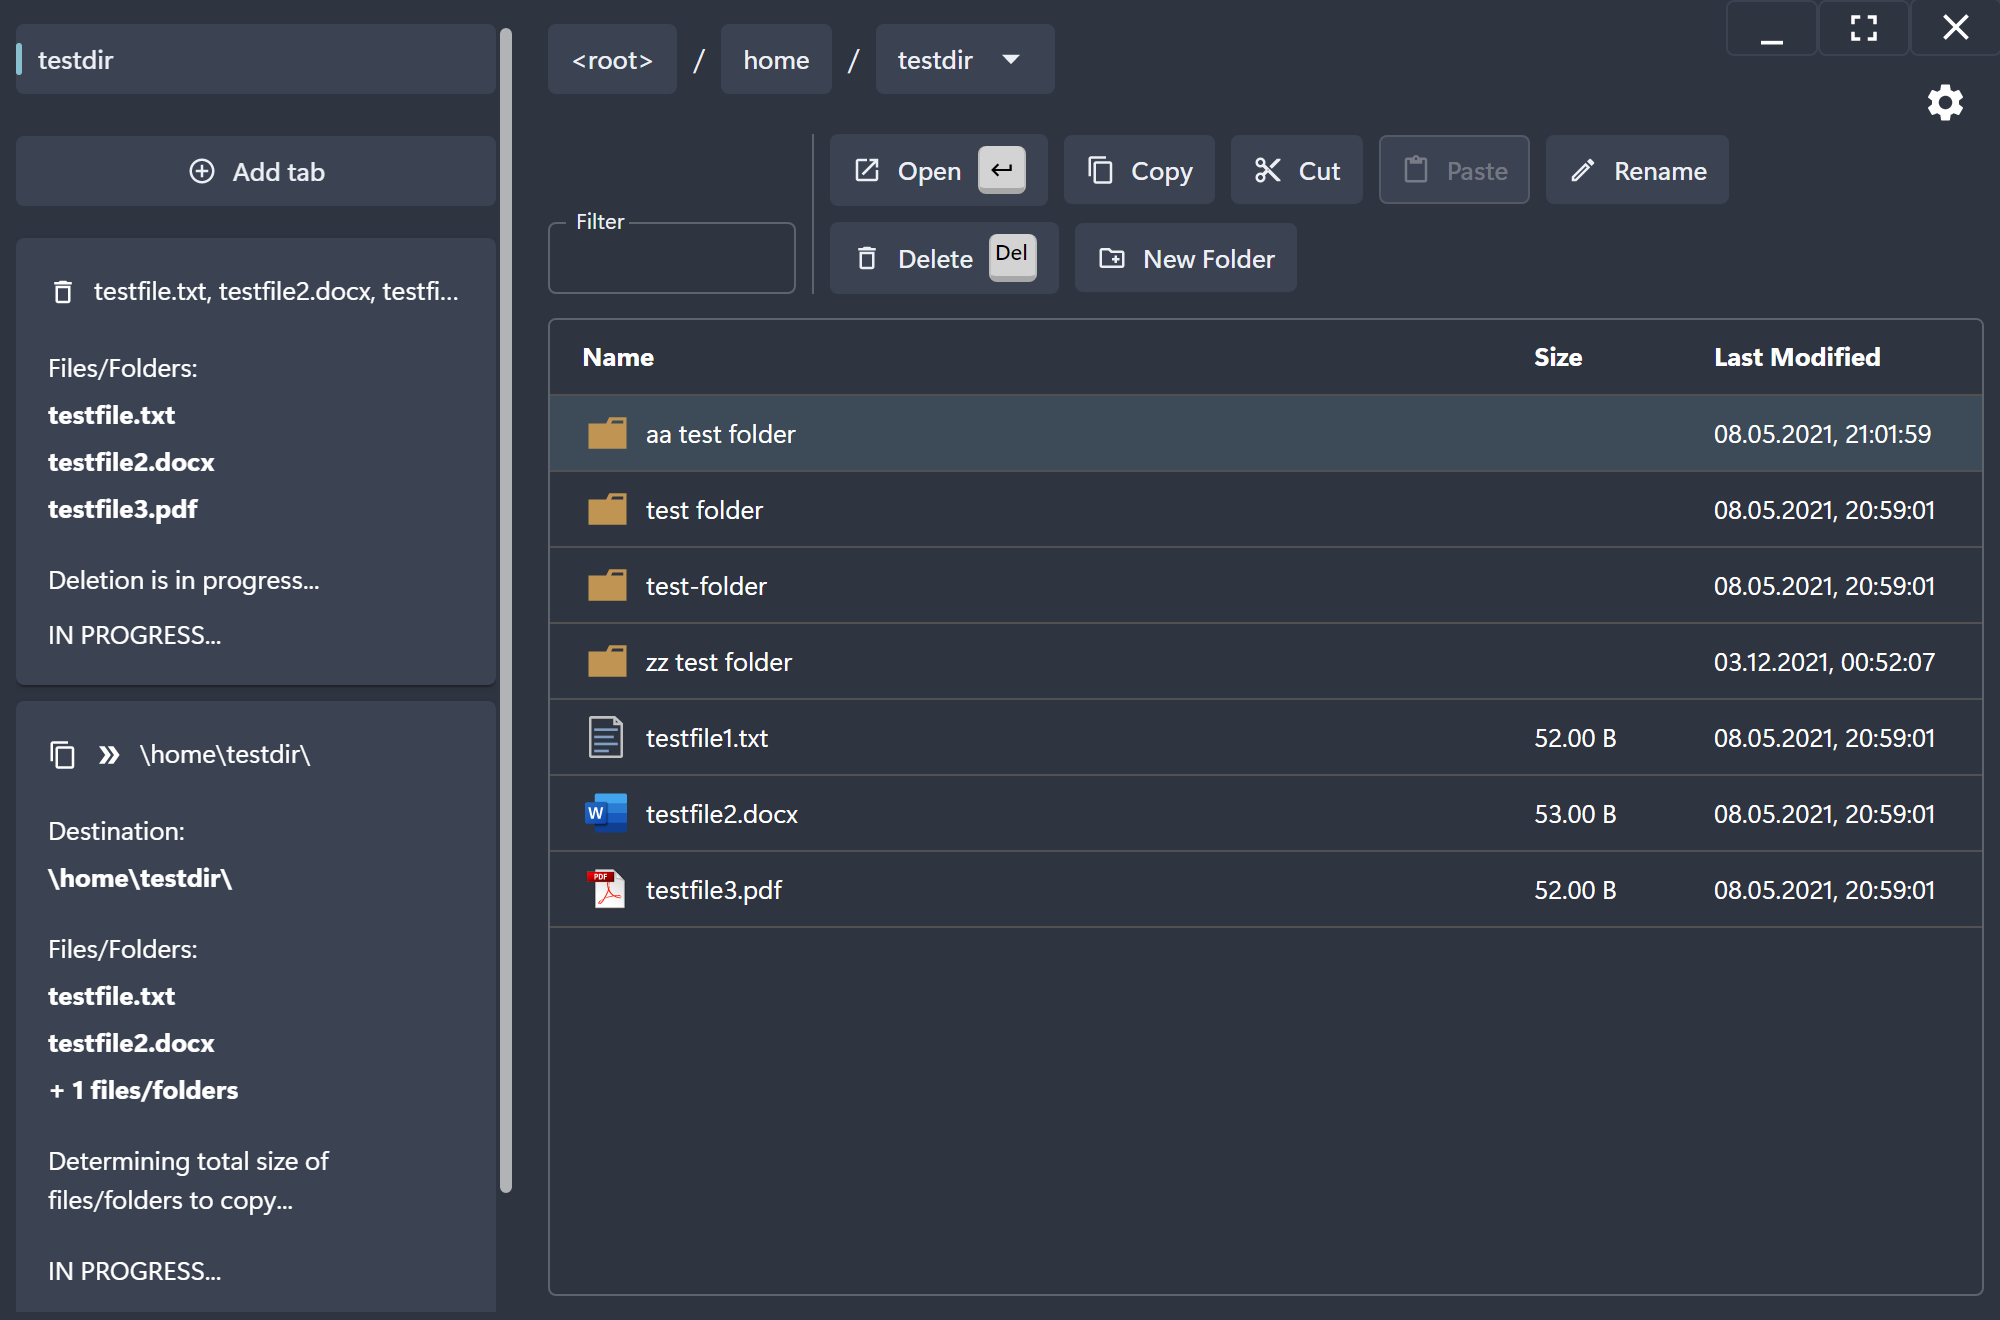 testdir
Add tab
testfile.txt, testfile2.docx, testfi...
Files/Folders:
testfile.txt
testfile2.docx
testfile3.pdf
Deletion is in progress...
IN PROGRESS...
\home\testdir\
Destination:
\home\testdir\
Files/Folders:
testfile.txt
testfile2.docx
+ 1 files/folders
Determining total size of
files/folders to copy...
IN PROGRESS...
<root> / home / testdir
Filter
Open Copy Cut Paste Rename
Delete Del New Folder
Name Size Last Modified
aa test folder 08.05.2021, 21:01:59
test folder 08.05.2021, 20:59:01
test-folder 08.05.2021, 20:59:01
zz test folder 03.12.2021, 00:52:07
testfile1.txt 52.00 B 08.05.2021, 20:59:01
W testfile2.docx 53.00 B 08.05.2021, 20:59:01
PDF testfile3.pdf 52.00 B 08.05.2021, 20:59:01